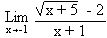 Lim x→-1 (√(x+5) - 2)/(x+1)